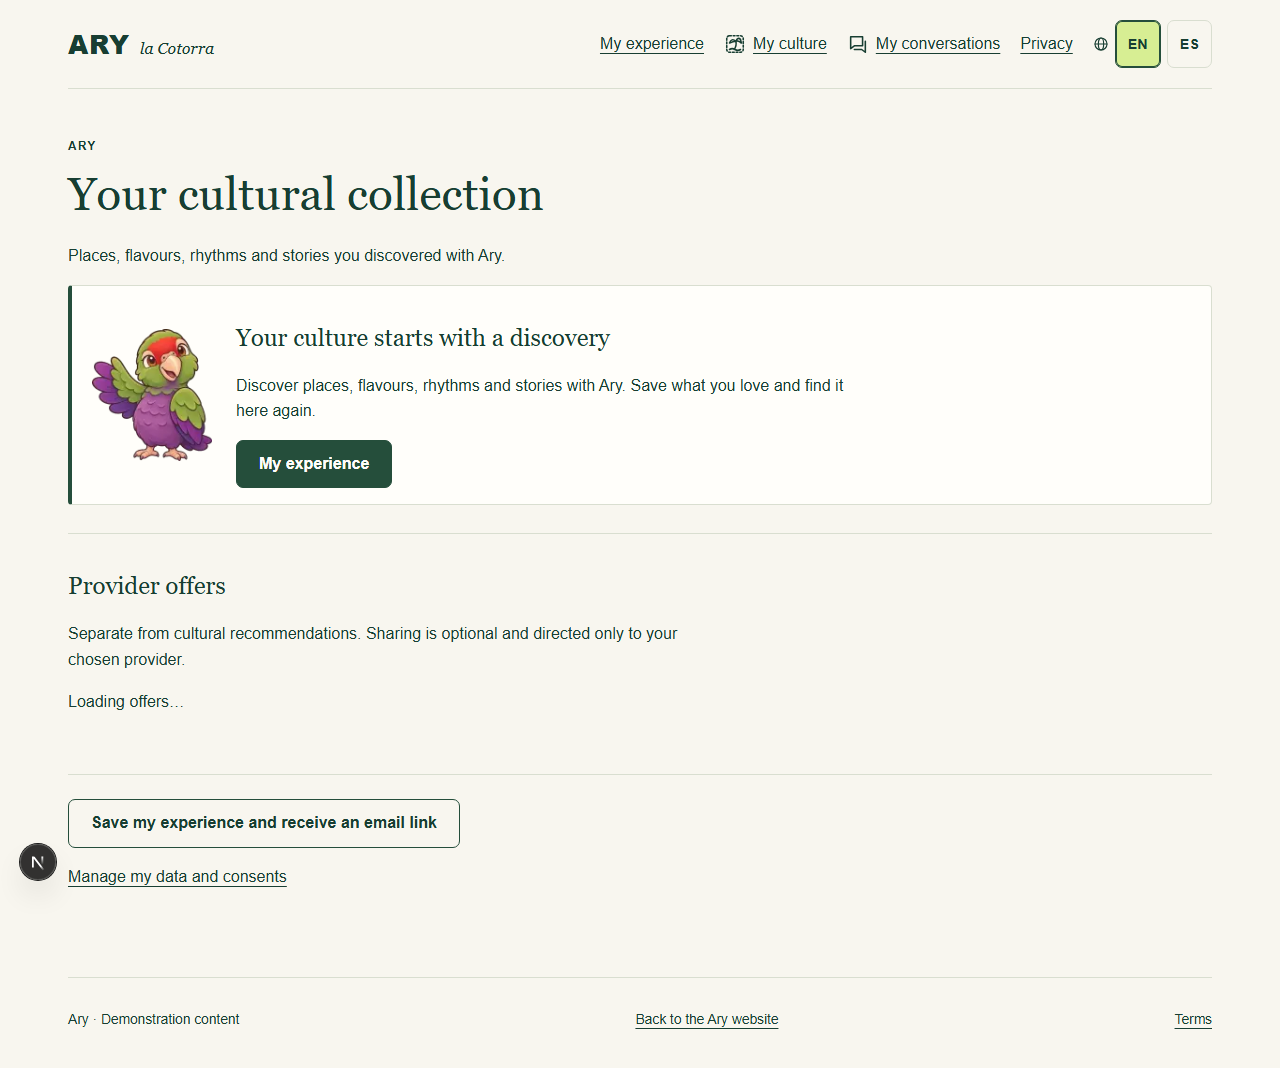 ARY la Cotorra
My experience My culture My conversations Privacy EN ES
ARY
Your cultural collection
Places, flavours, rhythms and stories you discovered with Ary.
Your culture starts with a discovery
Discover places, flavours, rhythms and stories with Ary. Save what you love and find it
here again.
My experience
Provider offers
Separate from cultural recommendations. Sharing is optional and directed only to your
chosen provider.
Loading offers…
Save my experience and receive an email link
N
Manage my data and consents
Ary · Demonstration content Back to the Ary website Terms